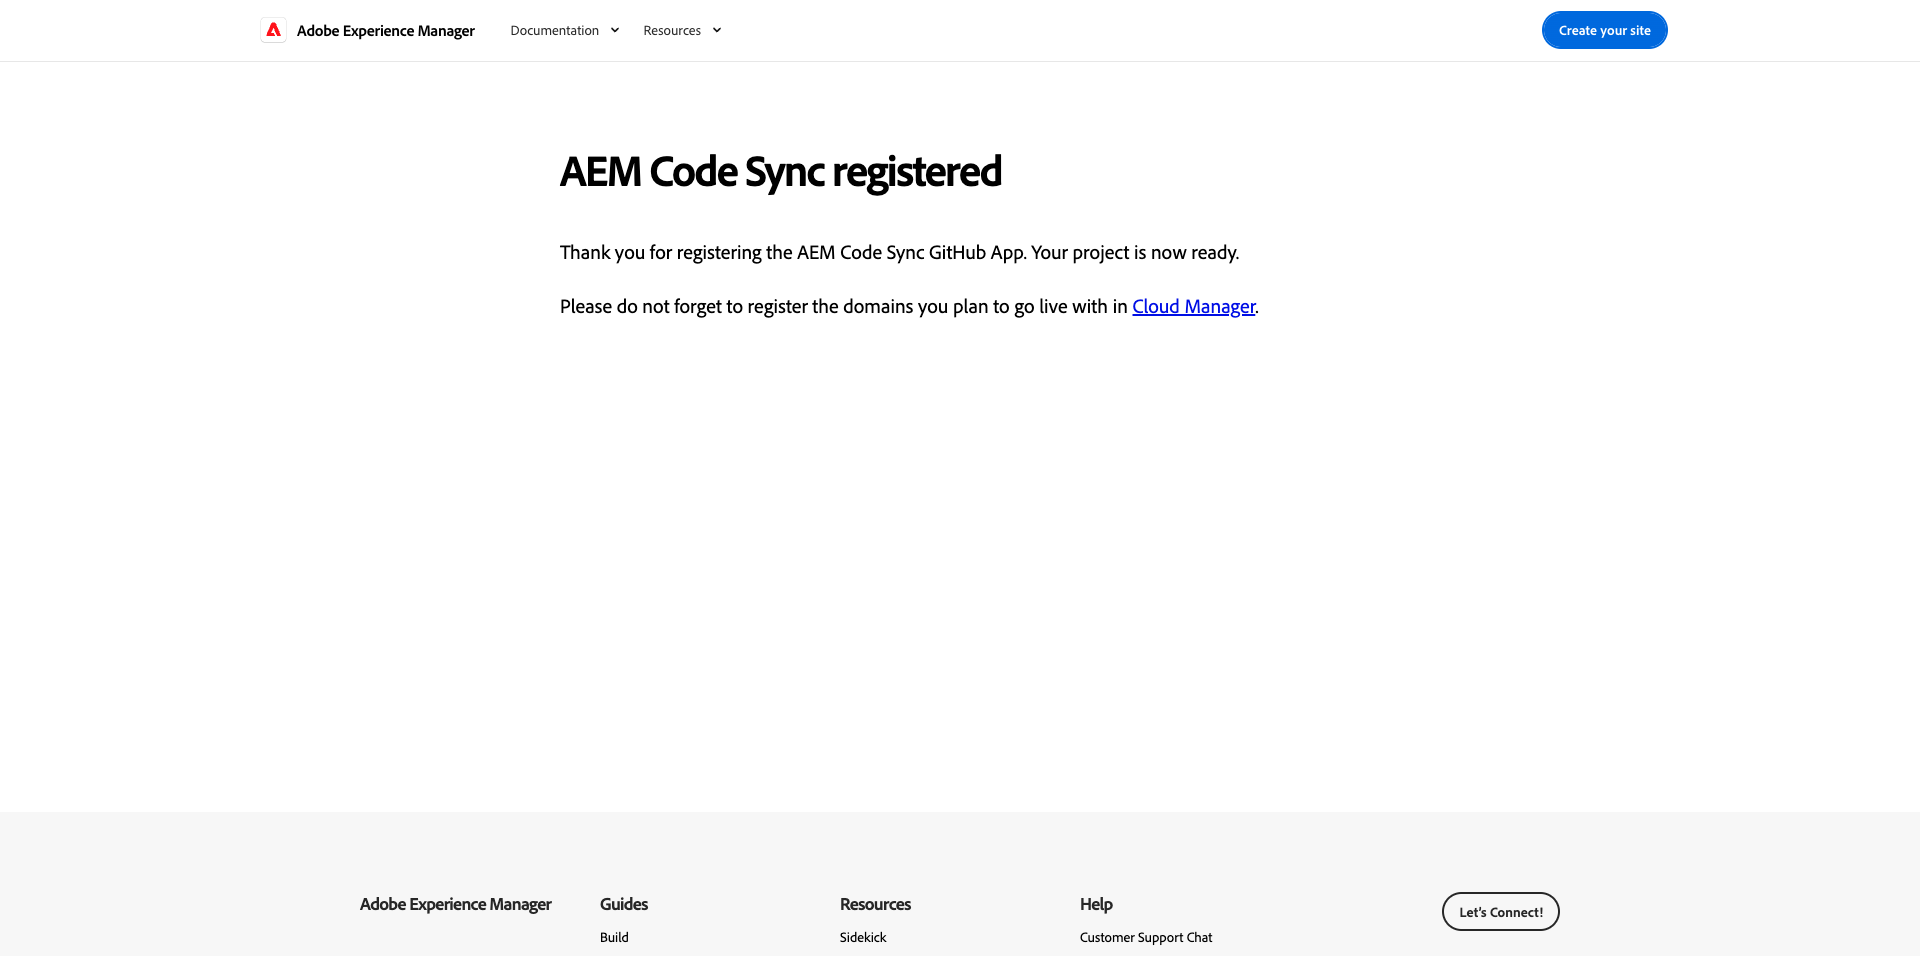 Adobe Experience Manager
Documentation
Resources
Create your site
AEM Code Sync registered
Thank you for registering the AEM Code Sync GitHub App. Your project is now ready.
Please do not forget to register the domains you plan to go live with in Cloud Manager.
Adobe Experience Manager
Guides
Build
Resources
Sidekick
Help
Customer Support Chat
Let's Connect!